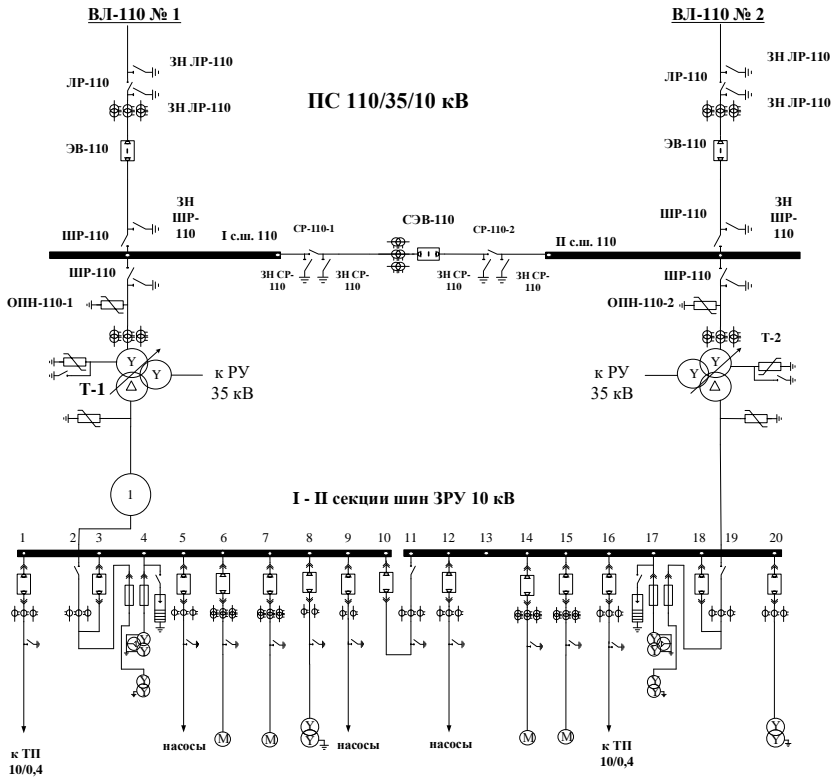 ВЛ-110 № 1
ВЛ-110 № 2
ЗН ЛР-110
ЗН ЛР-110
ЛР-110
ЛР-110
ПС 110/35/10 кВ
ЗН ЛР-110
ЗН ЛР-110
ЭВ-110
ЭВ-110
ЗН
ШР-
110
ЗН
ШР-
110
ШР-110
I с.ш. 110
СР-110-1
СЭВ-110
СР-110-2
II с.ш. 110
ШР-110
ШР-110
ЗН СР-
110
ЗН СР-
110
ЗН СР-
110
ЗН СР-
110
ШР-110
ОПН-110-1
ОПН-110-2
Т-2
Y
Y
Δ
Т-1
к РУ
35 кВ
к РУ
35 кВ
Y
Y
Δ
1
I - II секции шин ЗРУ 10 кВ
1 2 3 4 5 6 7 8 9 10 11 12 13 14 15 16 17 18 19 20
Y
Y
Y
Y
Y
Y
Y
Y
Y
Y
Y
Y
М
М
М
М
к ТП
10/0,4
насосы
насосы
насосы
к ТП
10/0,4